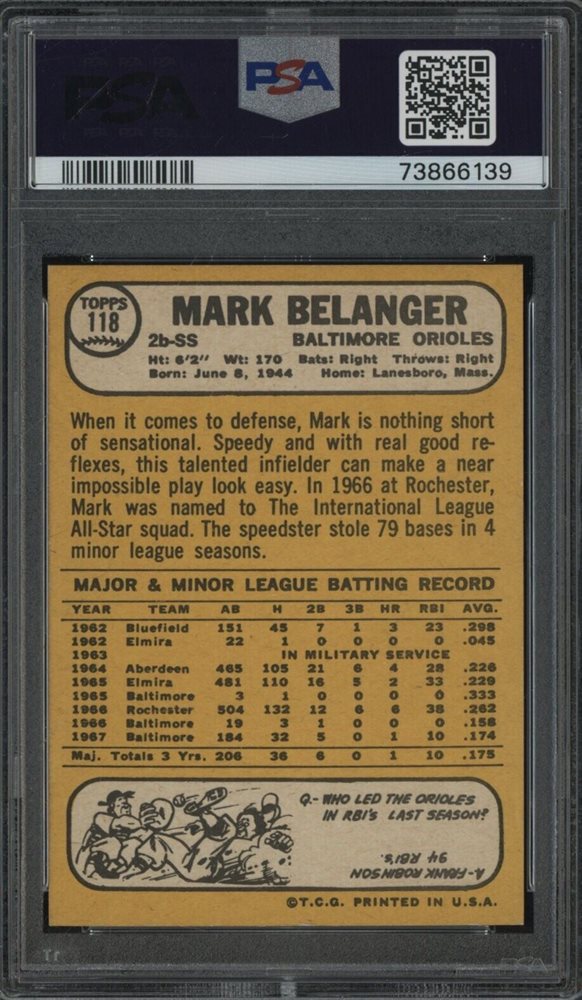 PSA
PSA
73866139
TOPPS
118
MARK BELANGER
2b-SS BALTIMORE ORIOLES
Ht: 6'2" Wt: 170 Bats: Right Throws: Right
Born: June 8, 1944 Home: Lanesboro, Mass.
When it comes to defense, Mark is nothing short
of sensational. Speedy and with real good re-
flexes, this talented infielder can make a near
impossible play look easy. In 1966 at Rochester,
Mark was named to The International League
All-Star squad. The speedster stole 79 bases in 4
minor league seasons.
MAJOR & MINOR LEAGUE BATTING RECORD
YEAR TEAM AB H 2B 3B HR RBI AVG.
1962 Bluefield 151 45 7 1 3 23 .298
1962 Elmira 22 1 0 0 0 0 .045
1963 IN MILITARY SERVICE
1964 Aberdeen 465 105 21 6 4 28 .226
1965 Elmira 481 110 16 5 2 33 .229
1965 Baltimore 3 1 0 0 0 0 .333
1966 Rochester 504 132 12 6 6 38 .262
1966 Baltimore 19 3 1 0 0 0 .158
1967 Baltimore 184 32 5 0 1 10 .174
Maj. Totals 3 Yrs. 206 36 6 0 1 10 .175
Q.- WHO LED THE ORIOLES
IN RBI's LAST SEASON?
A-FRANK ROBINSON
94 RBI's.
©T.C.G. PRINTED IN U.S.A.
PSA